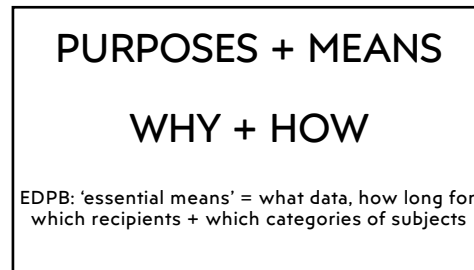 PURPOSES + MEANS
WHY + HOW
EDPB: ‘essential means’ = what data, how long for
which recipients + which categories of subjects